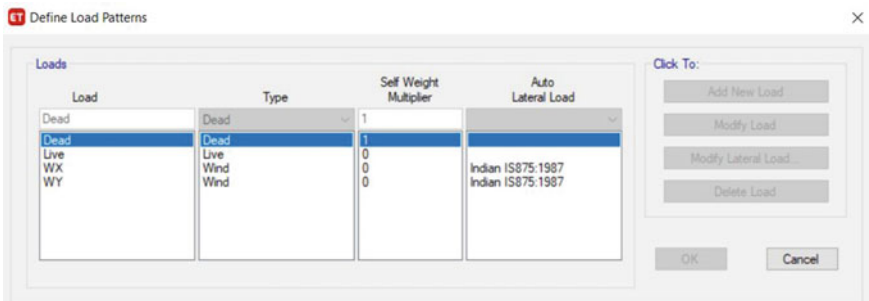 ET Define Load Patterns
Loads
Click To:
Load Type Self Weight Multiplier Auto Lateral Load
Dead Dead 1
Dead Dead 1
Live Live 0
WX Wind 0 Indian IS875:1987
WY Wind 0 Indian IS875:1987
Add New Load
Modify Load
Modify Lateral Load...
Delete Load
OK Cancel